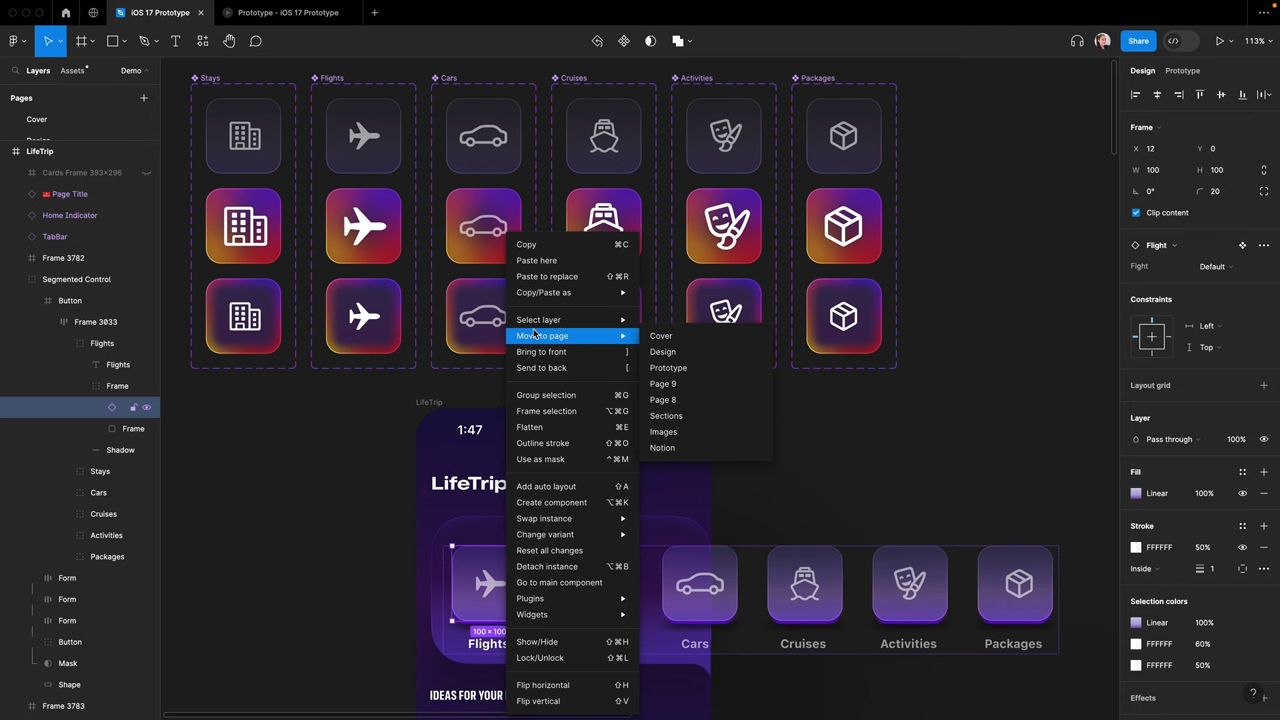 iOS 17 Prototype
Prototype - iOS 17 Prototype
Share
113%
Layers
Assets
Demo
Pages
Cover
LifeTrip
Cards Frame 393×296
Page Title
Home Indicator
TabBar
Frame 3782
Segmented Control
Button
Frame 3033
Flights
Flights
Frame
Frame
Shadow
Stays
Cars
Cruises
Activities
Packages
Form
Form
Form
Button
Mask
Shape
Frame 3783
Stays
Flights
Cars
Cruises
Activities
Packages
Copy ⌘C
Paste here
Paste to replace ⇧⌘R
Copy/Paste as
Select layer
Move to page
Bring to front ]
Send to back [
Group selection ⌘G
Frame selection ⌥⌘G
Flatten ⌘E
Outline stroke ⇧⌘O
Use as mask ^⌘M
Add auto layout ⇧A
Create component ⌥⌘K
Swap instance
Change variant
Reset all changes
Detach instance ⌥⌘B
Go to main component
Plugins
Widgets
Show/Hide ⇧⌘H
Lock/Unlock ⇧⌘L
Flip horizontal ⇧H
Flip vertical ⇧V
Cover
Design
Prototype
Page 9
Page 8
Sections
Images
Notion
LifeTrip
1:47
LifeTrip
100 × 100
Flights
Cars
Cruises
Activities
Packages
IDEAS FOR YOUR
Design
Prototype
Frame
X 12
Y 0
W 100
H 100
0°
20
Clip content
Flight
Fight
Default
Constraints
Left
Top
Layout grid
Layer
Pass through
100%
Fill
Linear
100%
Stroke
FFFFFF
50%
Inside
1
Selection colors
Linear
100%
FFFFFF
60%
FFFFFF
50%
Effects
?